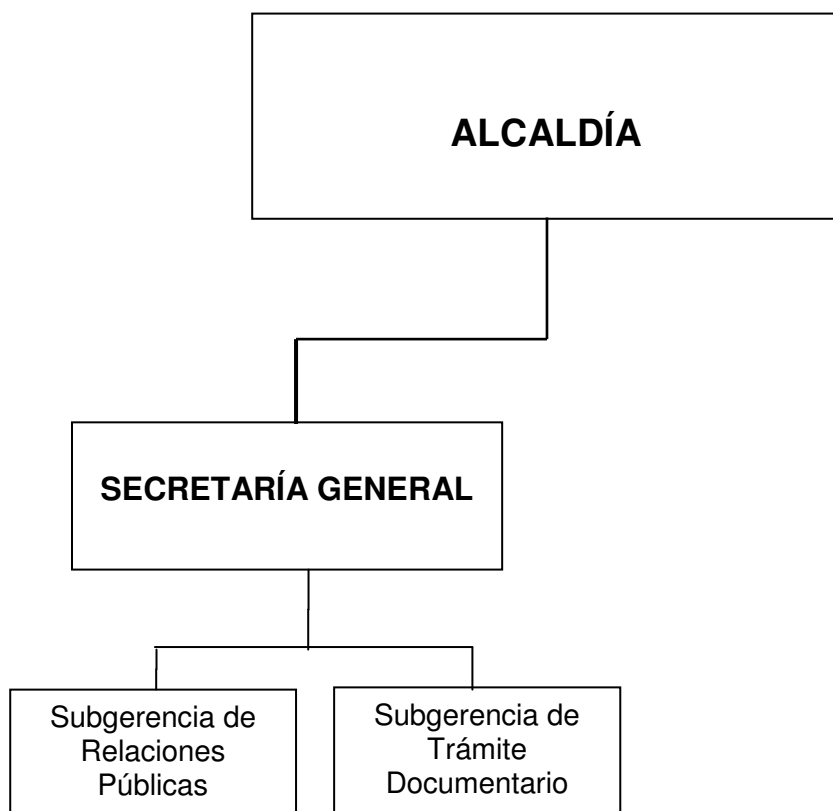 ALCALDÍA
SECRETARÍA GENERAL
Subgerencia de
Relaciones
Públicas
Subgerencia de
Trámite
Documentario